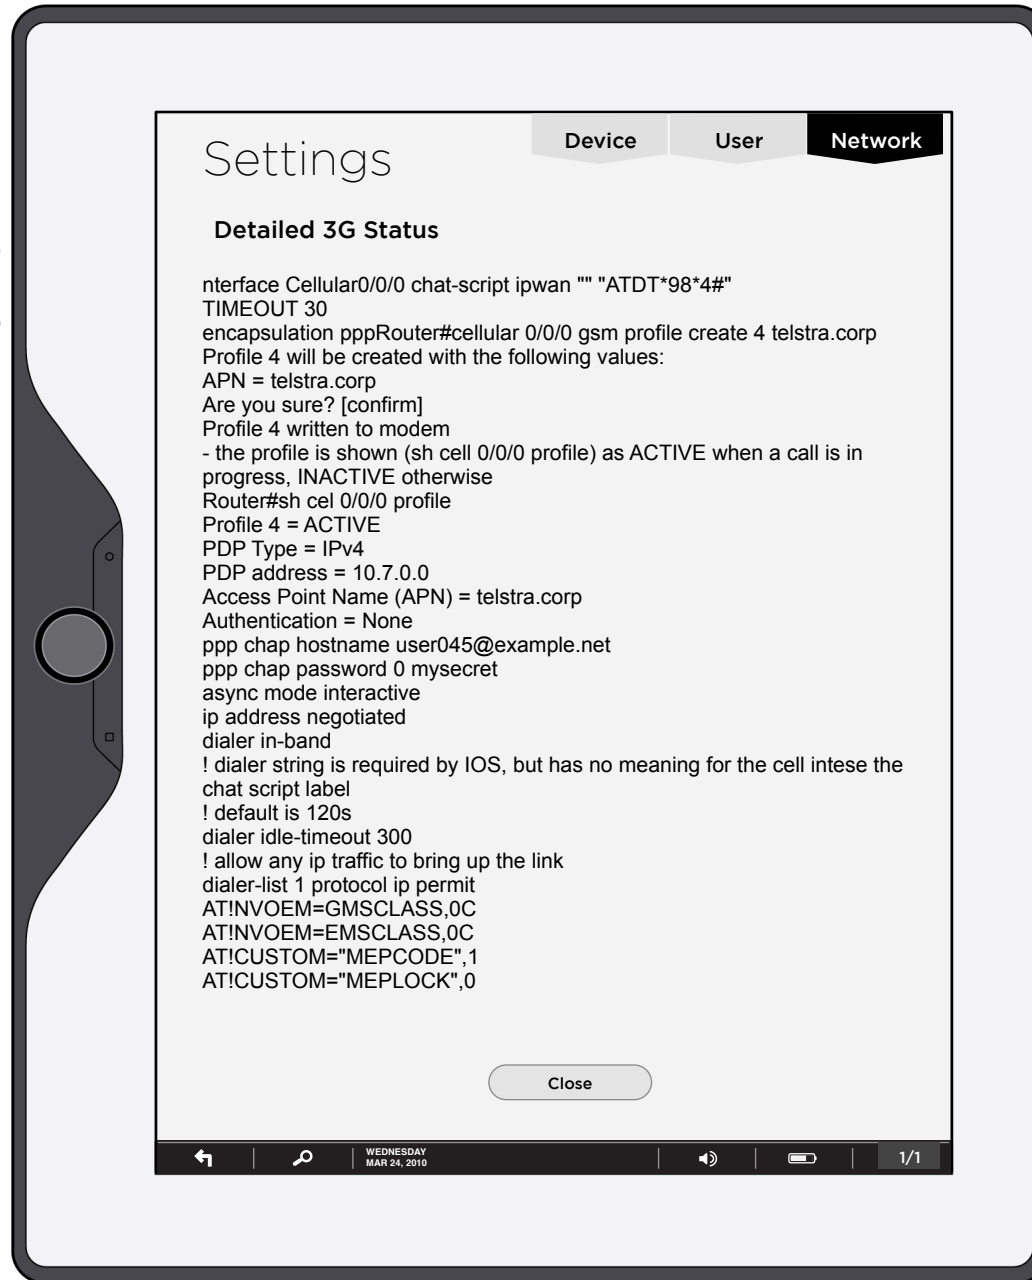 Settings
Device
User
Network
Detailed 3G Status
nterface Cellular0/0/0 chat-script ipwan "" "ATDT*98*4#"
TIMEOUT 30
encapsulation pppRouter#cellular 0/0/0 gsm profile create 4 telstra.corp
Profile 4 will be created with the following values:
APN = telstra.corp
Are you sure? [confirm]
Profile 4 written to modem
- the profile is shown (sh cell 0/0/0 profile) as ACTIVE when a call is in
progress, INACTIVE otherwise
Router#sh cel 0/0/0 profile
Profile 4 = ACTIVE
PDP Type = IPv4
PDP address = 10.7.0.0
Access Point Name (APN) = telstra.corp
Authentication = None
ppp chap hostname user045@example.net
ppp chap password 0 mysecret
async mode interactive
ip address negotiated
dialer in-band
! dialer string is required by IOS, but has no meaning for the cell intese the
chat script label
! default is 120s
dialer idle-timeout 300
! allow any ip traffic to bring up the link
dialer-list 1 protocol ip permit
AT!NVOEM=GMSCLASS,0C
AT!NVOEM=EMSCLASS,0C
AT!CUSTOM="MEPCODE",1
AT!CUSTOM="MEPLOCK",0
Close
WEDNESDAY
MAR 24, 2010
1/1